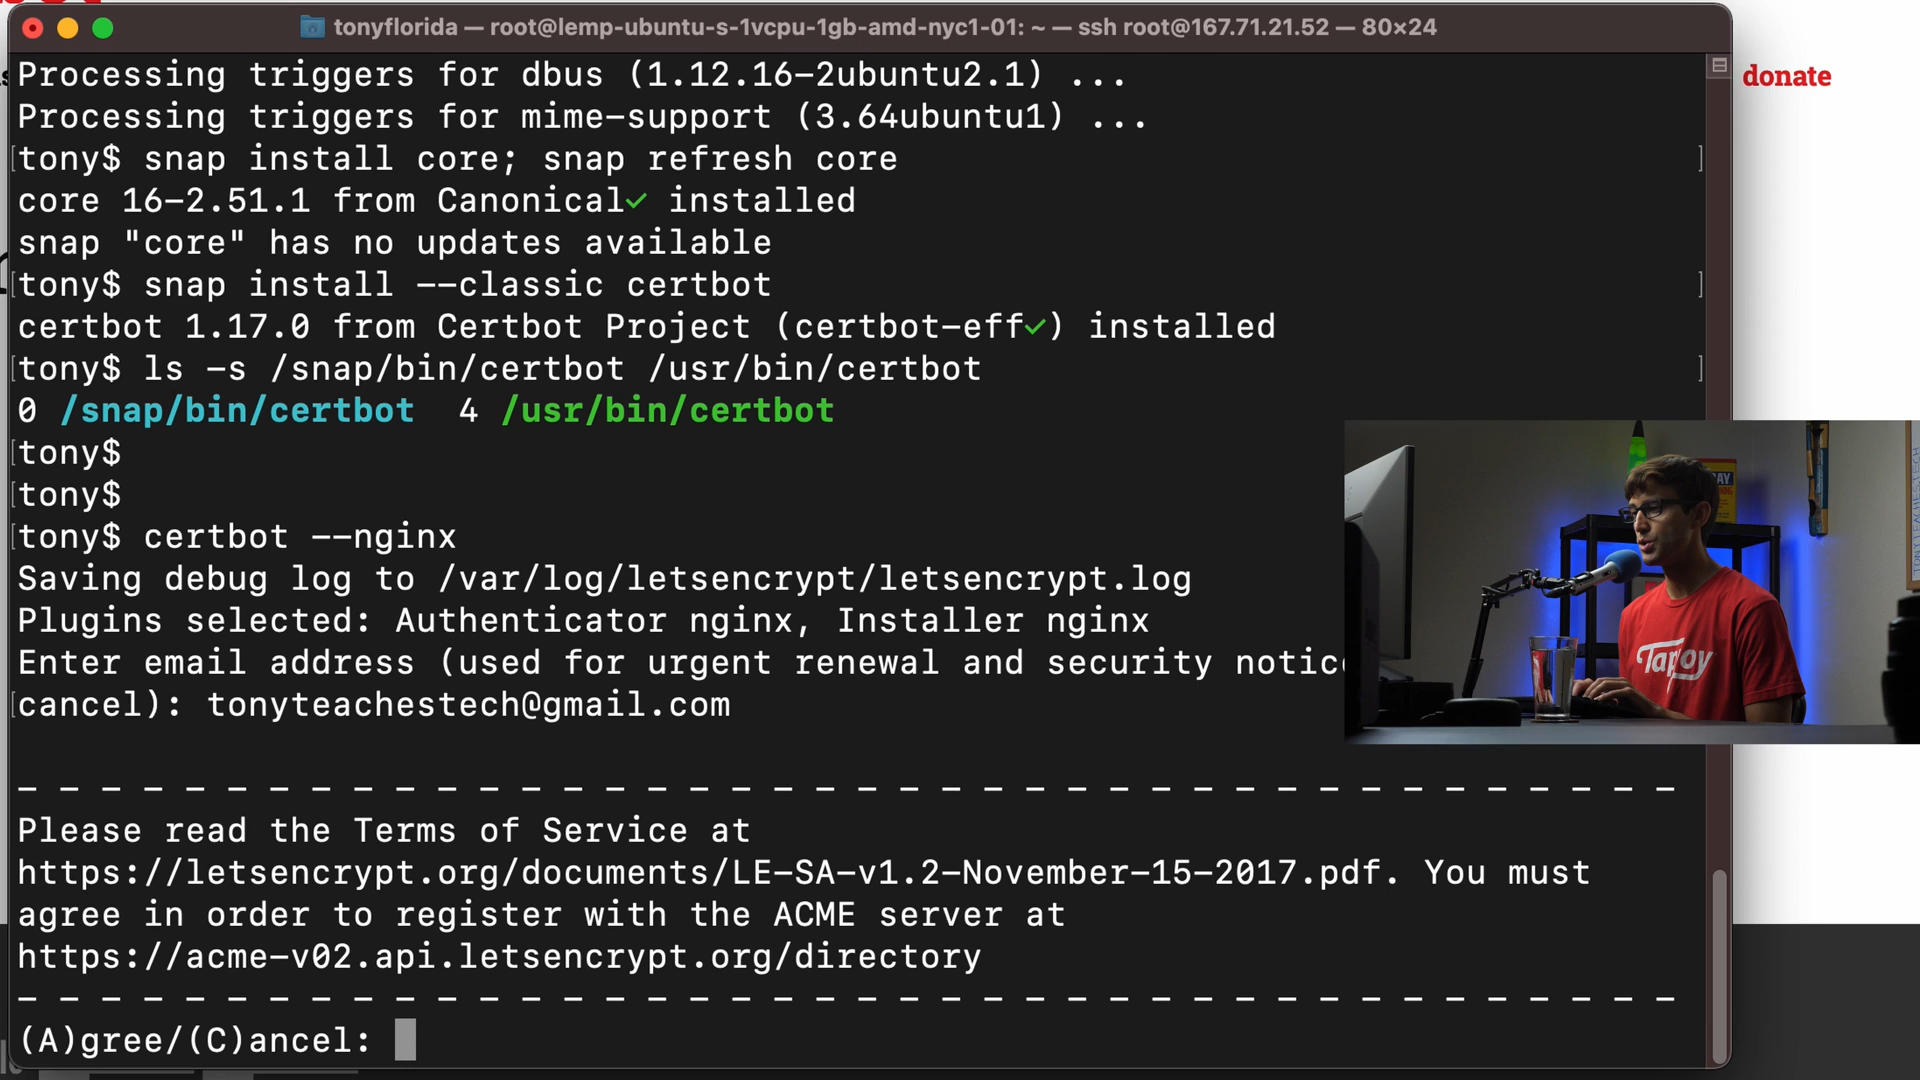 tonyflorida — root@lemp-ubuntu-s-1vcpu-1gb-amd-nyc1-01: ~ — ssh root@167.71.21.52 — 80×24
donate
Processing triggers for dbus (1.12.16-2ubuntu2.1) ...
Processing triggers for mime-support (3.64ubuntu1) ...
[tony$ snap install core; snap refresh core ]
core 16-2.51.1 from Canonical✓ installed
snap "core" has no updates available
[tony$ snap install --classic certbot ]
certbot 1.17.0 from Certbot Project (certbot-eff✓) installed
[tony$ ls -s /snap/bin/certbot /usr/bin/certbot ]
0 /snap/bin/certbot  4 /usr/bin/certbot
[tony$
[tony$
[tony$ certbot --nginx
Saving debug log to /var/log/letsencrypt/letsencrypt.log
Plugins selected: Authenticator nginx, Installer nginx
Enter email address (used for urgent renewal and security notic
[cancel): tonyteachestech@gmail.com
- - - - - - - - - - - - - - - - - - - - - - - - - - - - - - - - - - - - - - - -
Please read the Terms of Service at
https://letsencrypt.org/documents/LE-SA-v1.2-November-15-2017.pdf. You must
agree in order to register with the ACME server at
https://acme-v02.api.letsencrypt.org/directory
- - - - - - - - - - - - - - - - - - - - - - - - - - - - - - - - - - - - - - - -
(A)gree/(C)ancel: